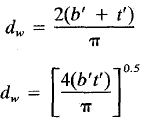 d_w = 2(b' + t') / π
d_w = [4(b't') / π]^0.5